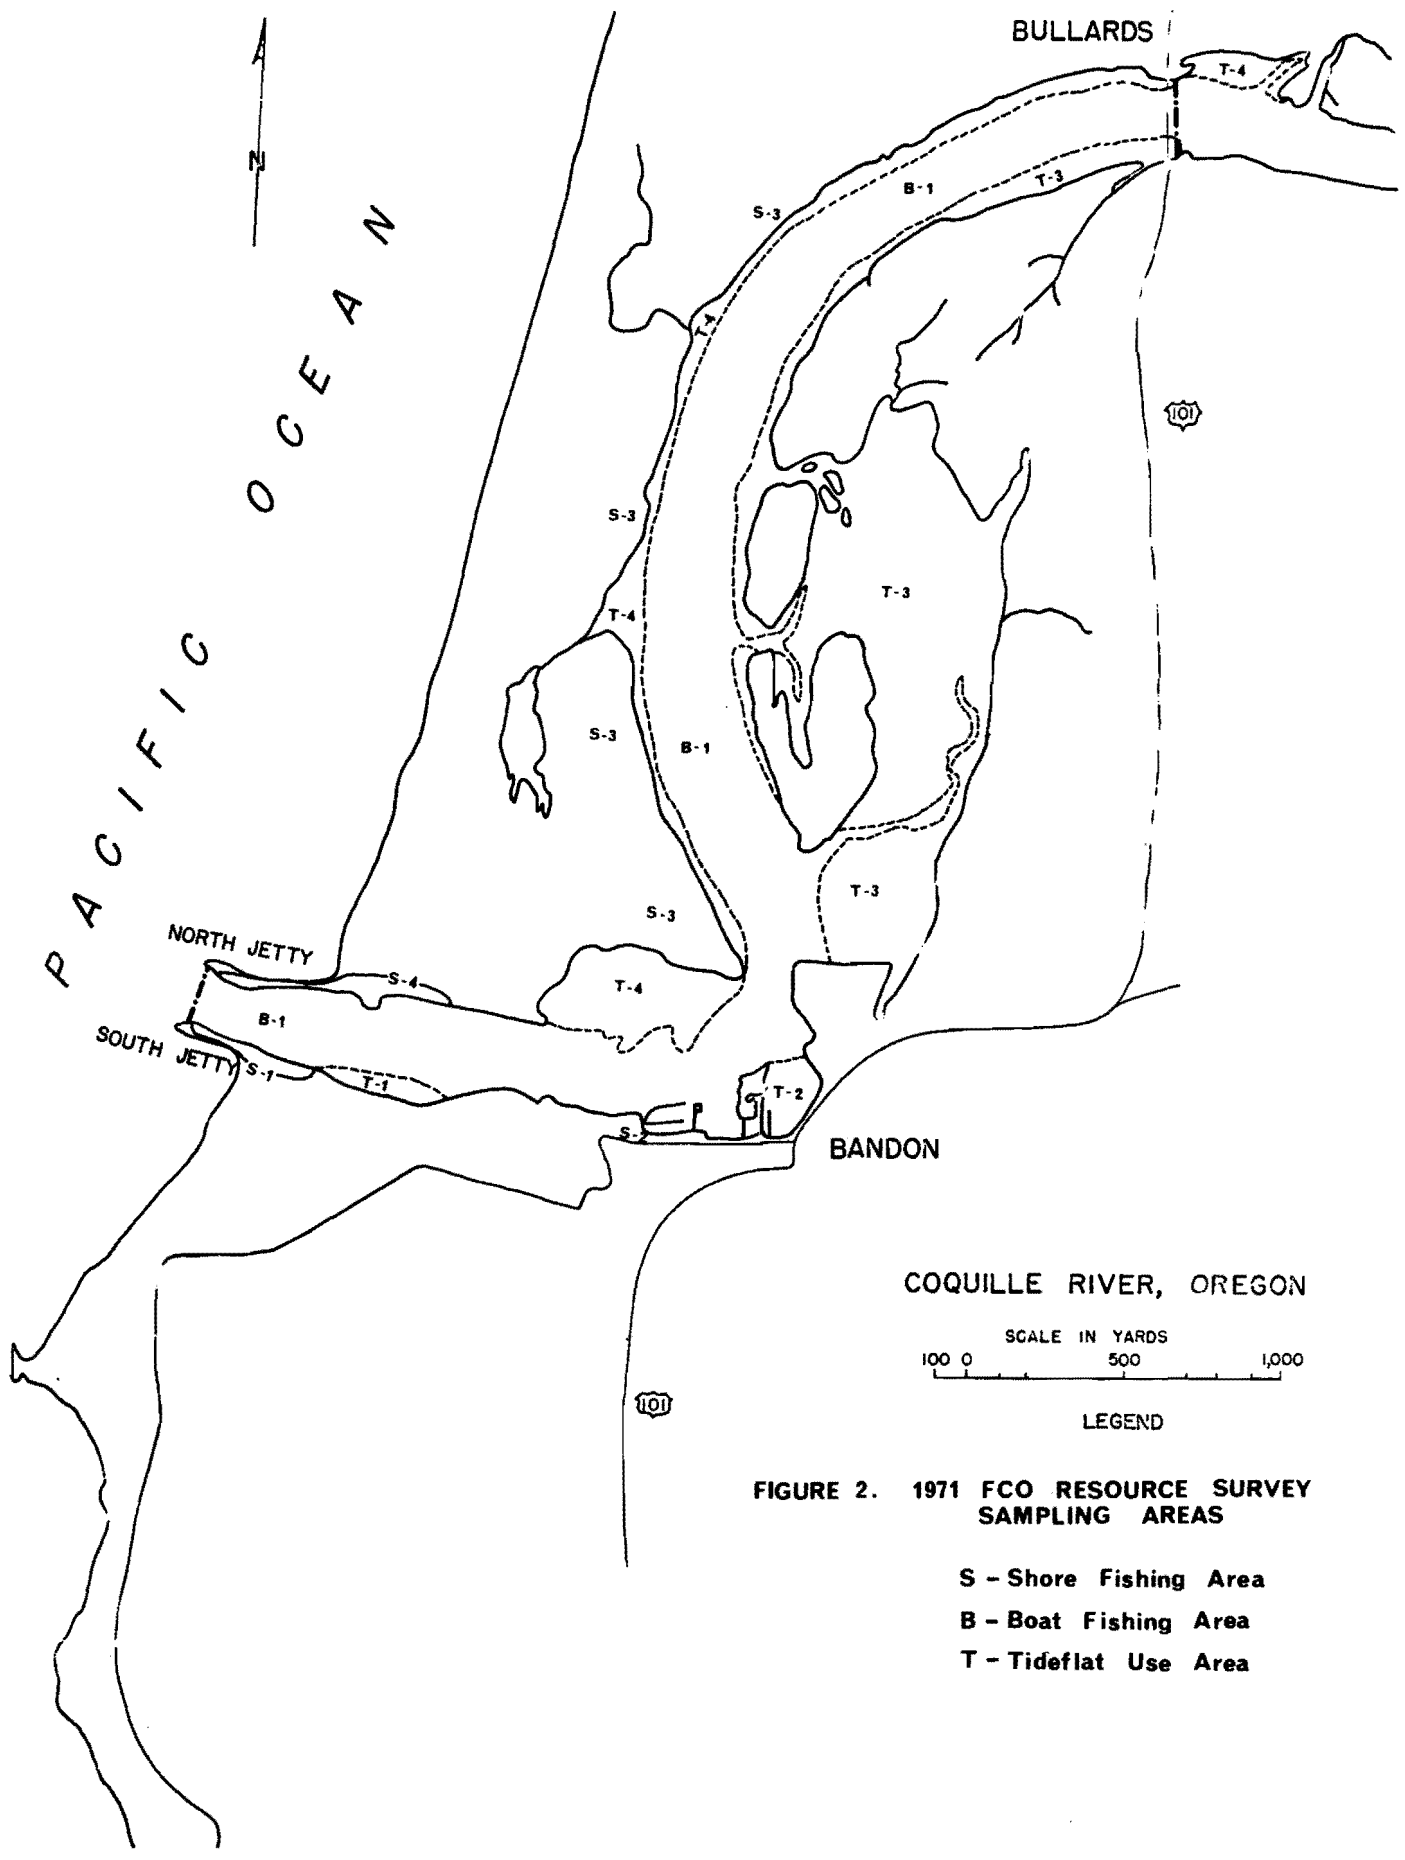 BULLARDS
T-4
N
B-1
T-3
S-3
T-4
PACIFIC OCEAN
101
S-3
T-3
T-4
S-3
B-1
T-3
S-3
NORTH JETTY
S-4
T-4
B-1
SOUTH JETTY
S-1
T-1
T-2
BANDON
COQUILLE RIVER, OREGON
SCALE IN YARDS
100 0 500 1,000
101
LEGEND
FIGURE 2. 1971 FCO RESOURCE SURVEY
SAMPLING AREAS
S - Shore Fishing Area
B - Boat Fishing Area
T - Tideflat Use Area